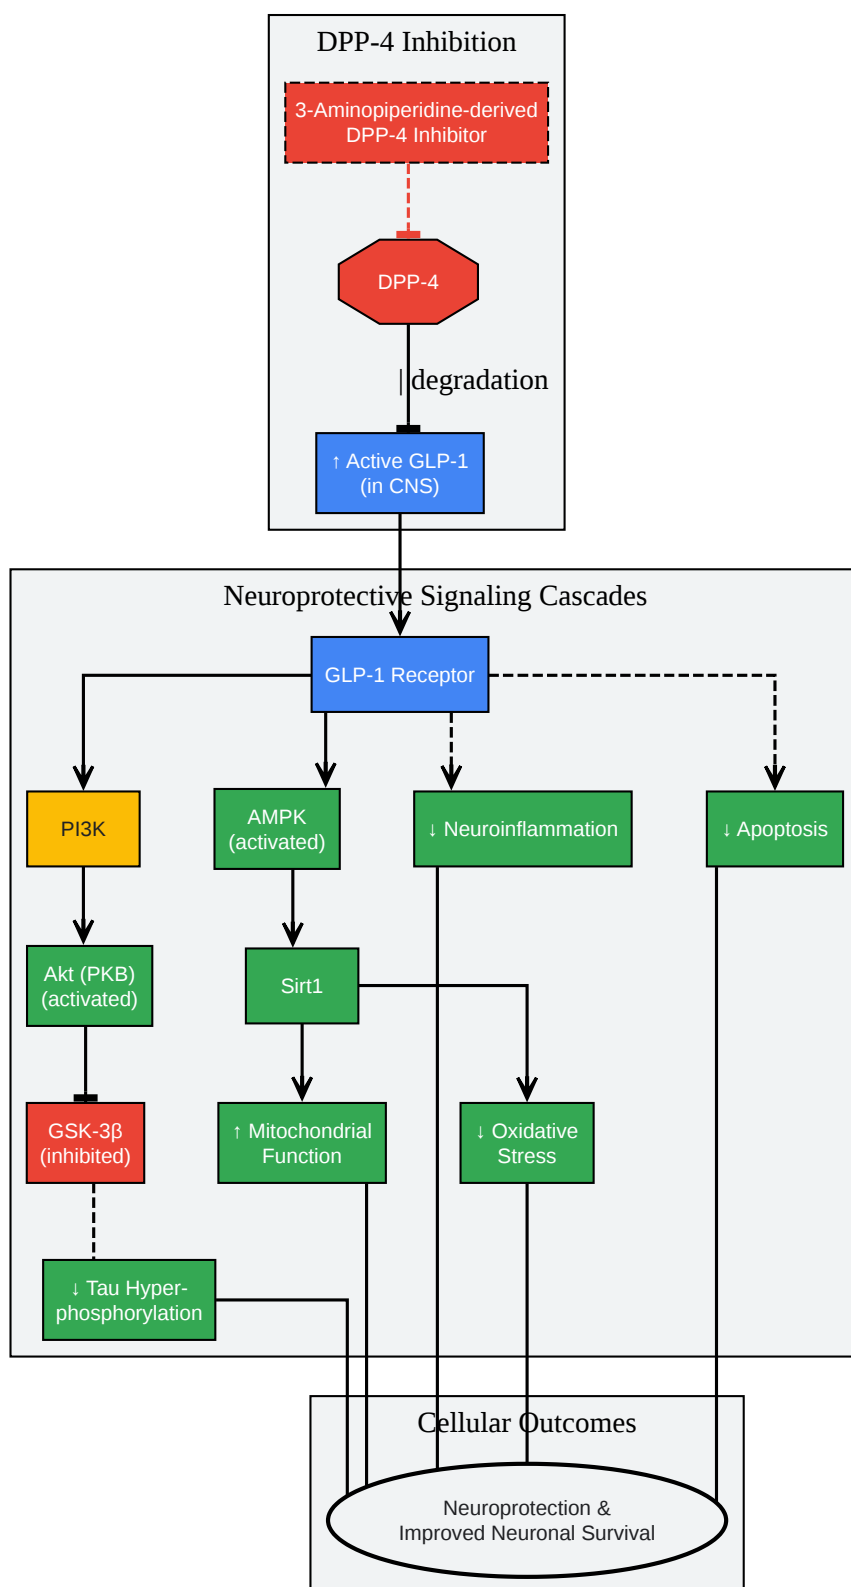 DPP-4 Inhibition
3-Aminopiperidine-derived
DPP-4 Inhibitor
DPP-4
| degradation
↑ Active GLP-1
(in CNS)
Neuroprotective Signaling Cascades
GLP-1 Receptor
PI3K
AMPK
(activated)
↓ Neuroinflammation
↓ Apoptosis
Akt (PKB)
(activated)
Sirt1
GSK-3β
(inhibited)
↑ Mitochondrial
Function
↓ Oxidative
Stress
↓ Tau Hyper-
phosphorylation
Cellular Outcomes
Neuroprotection &
Improved Neuronal Survival